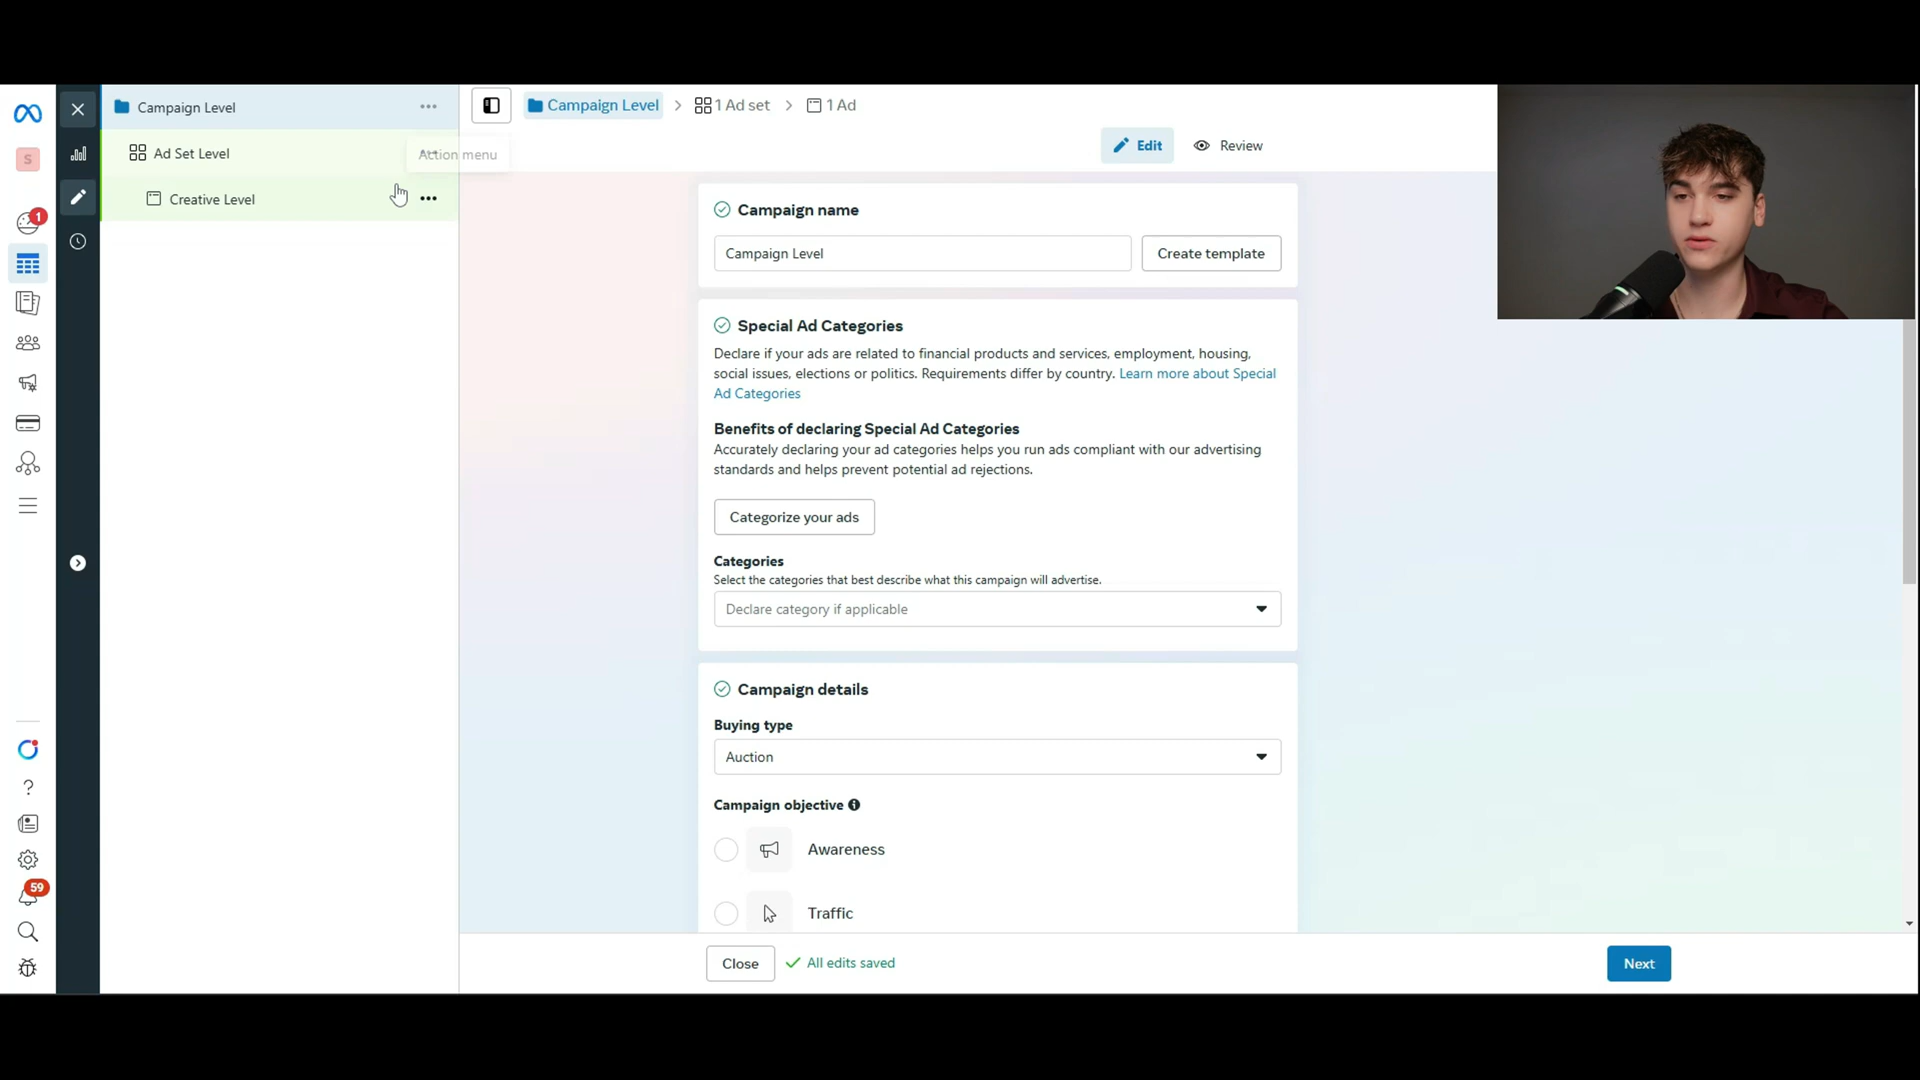 Campaign Level
Campaign Level
1 Ad set
1 Ad
S
Ad Set Level
Action menu
Edit
Review
Creative Level
1
Campaign name
Campaign Level
Create template
Special Ad Categories
Declare if your ads are related to financial products and services, employment, housing,
social issues, elections or politics. Requirements differ by country. Learn more about Special
Ad Categories
Benefits of declaring Special Ad Categories
Accurately declaring your ad categories helps you run ads compliant with our advertising
standards and helps prevent potential ad rejections.
Categorize your ads
Categories
Select the categories that best describe what this campaign will advertise.
Declare category if applicable
Campaign details
Buying type
Auction
Campaign objective
Awareness
Traffic
59
Close
All edits saved
Next